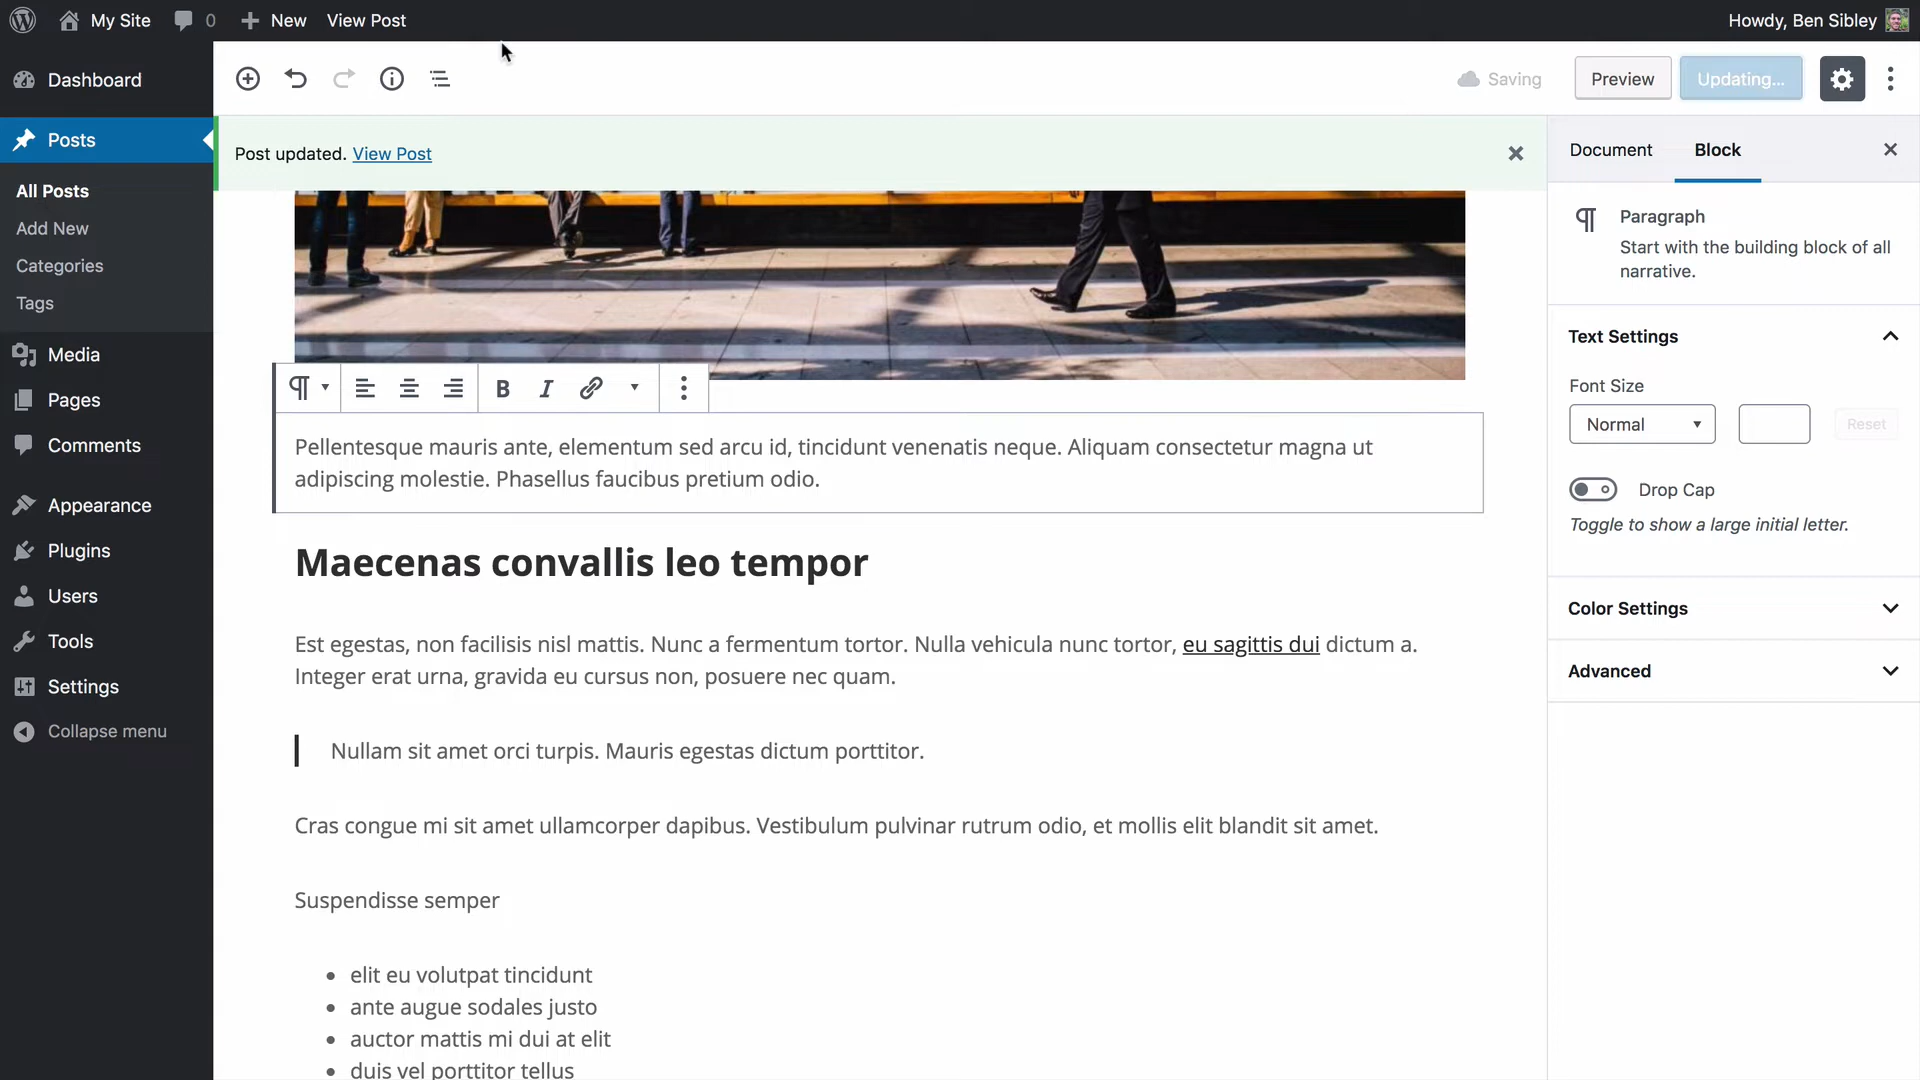 My Site
0
New
View Post
Howdy, Ben Sibley
Dashboard
Posts
All Posts
Add New
Categories
Tags
Media
Pages
Comments
Appearance
Plugins
Users
Tools
Settings
Collapse menu
Saving
Preview
Updating...
Post updated. View Post
Pellentesque mauris ante, elementum sed arcu id, tincidunt venenatis neque. Aliquam consectetur magna ut
adipiscing molestie. Phasellus faucibus pretium odio.
Maecenas convallis leo tempor
Est egestas, non facilisis nisl mattis. Nunc a fermentum tortor. Nulla vehicula nunc tortor, eu sagittis dui dictum a.
Integer erat urna, gravida eu cursus non, posuere nec quam.
Nullam sit amet orci turpis. Mauris egestas dictum porttitor.
Cras congue mi sit amet ullamcorper dapibus. Vestibulum pulvinar rutrum odio, et mollis elit blandit sit amet.
Suspendisse semper
• elit eu volutpat tincidunt
• ante augue sodales justo
• auctor mattis mi dui at elit
• duis vel porttitor tellus
Document
Block
Paragraph
Start with the building block of all
narrative.
Text Settings
Font Size
Normal
Reset
Drop Cap
Toggle to show a large initial letter.
Color Settings
Advanced